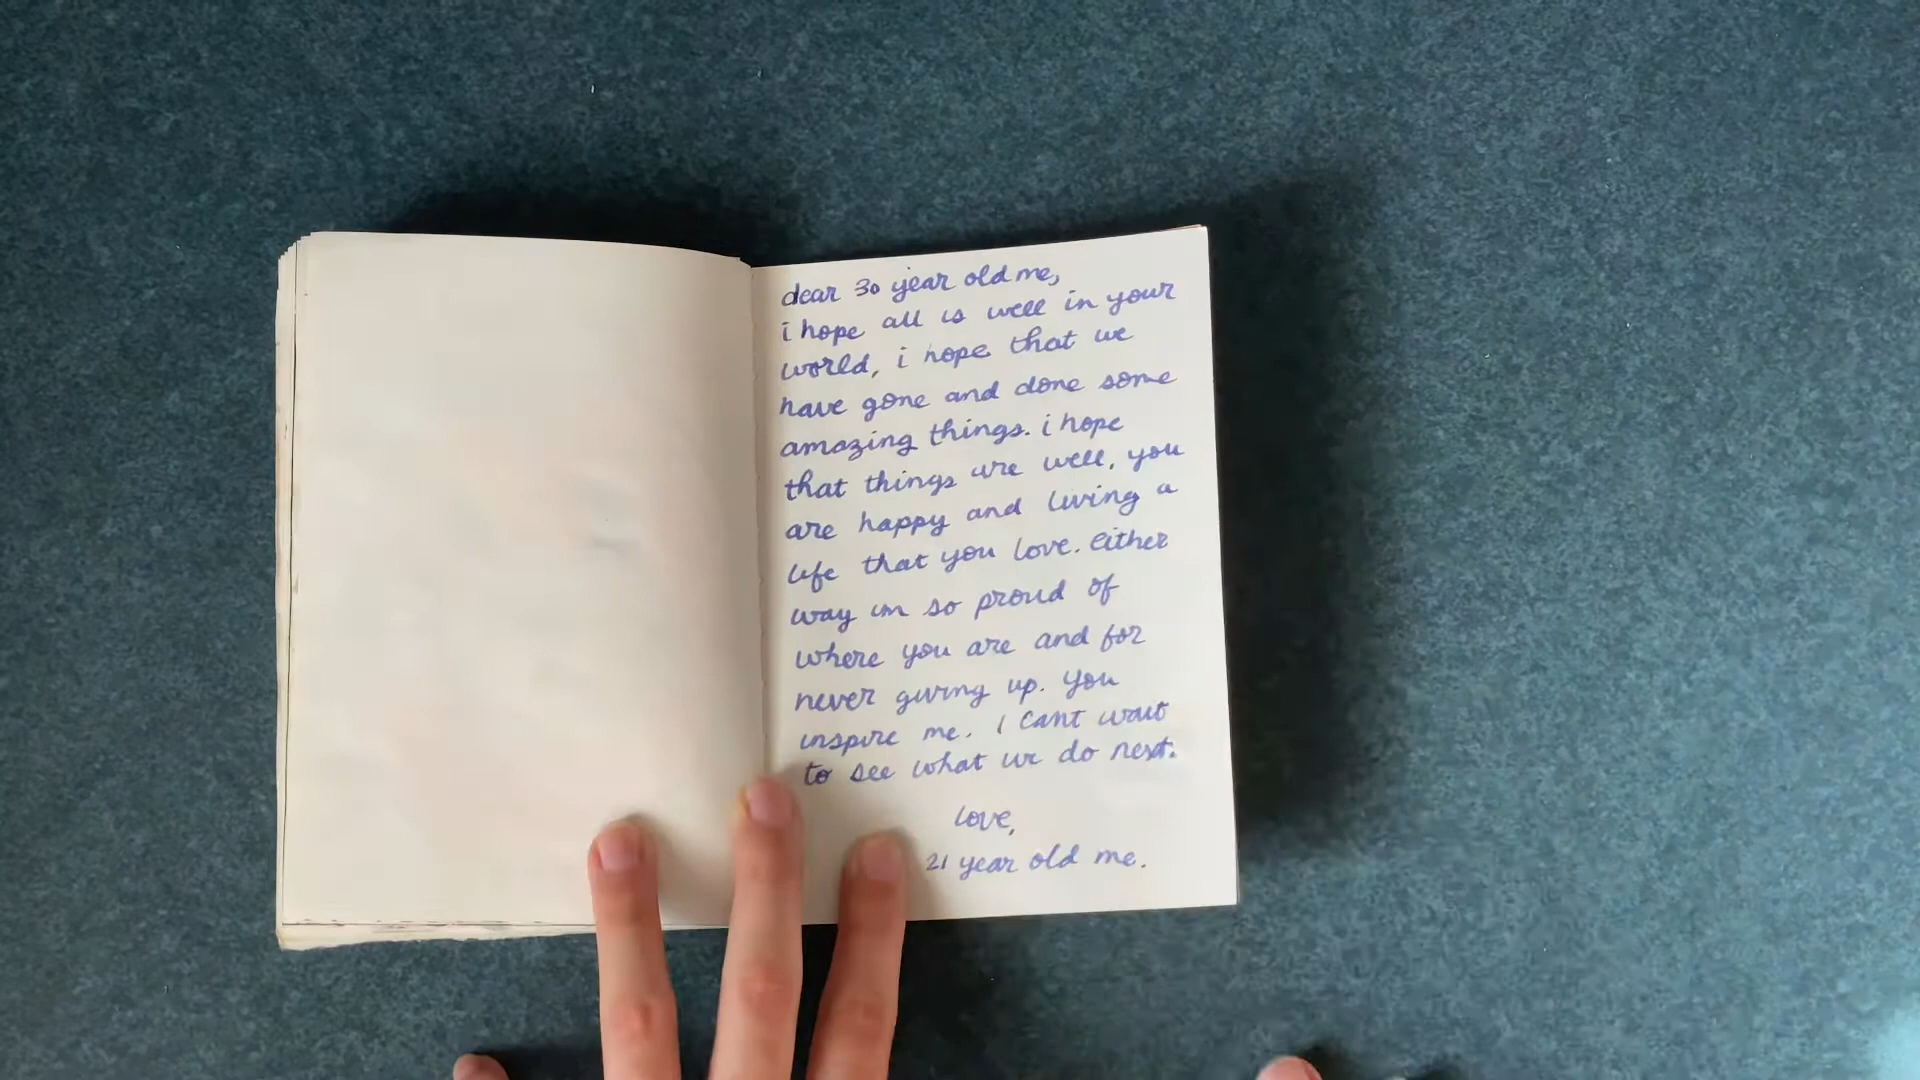 dear 30 year old me,
i hope all is well in your
world, i hope that we
have gone and done some
amazing things. i hope
that things are well, you
are happy and living a
life that you love. either
way im so proud of
where you are and for
never giving up. you
inspire me. I cant wait
to see what we do next.
love,
21 year old me.